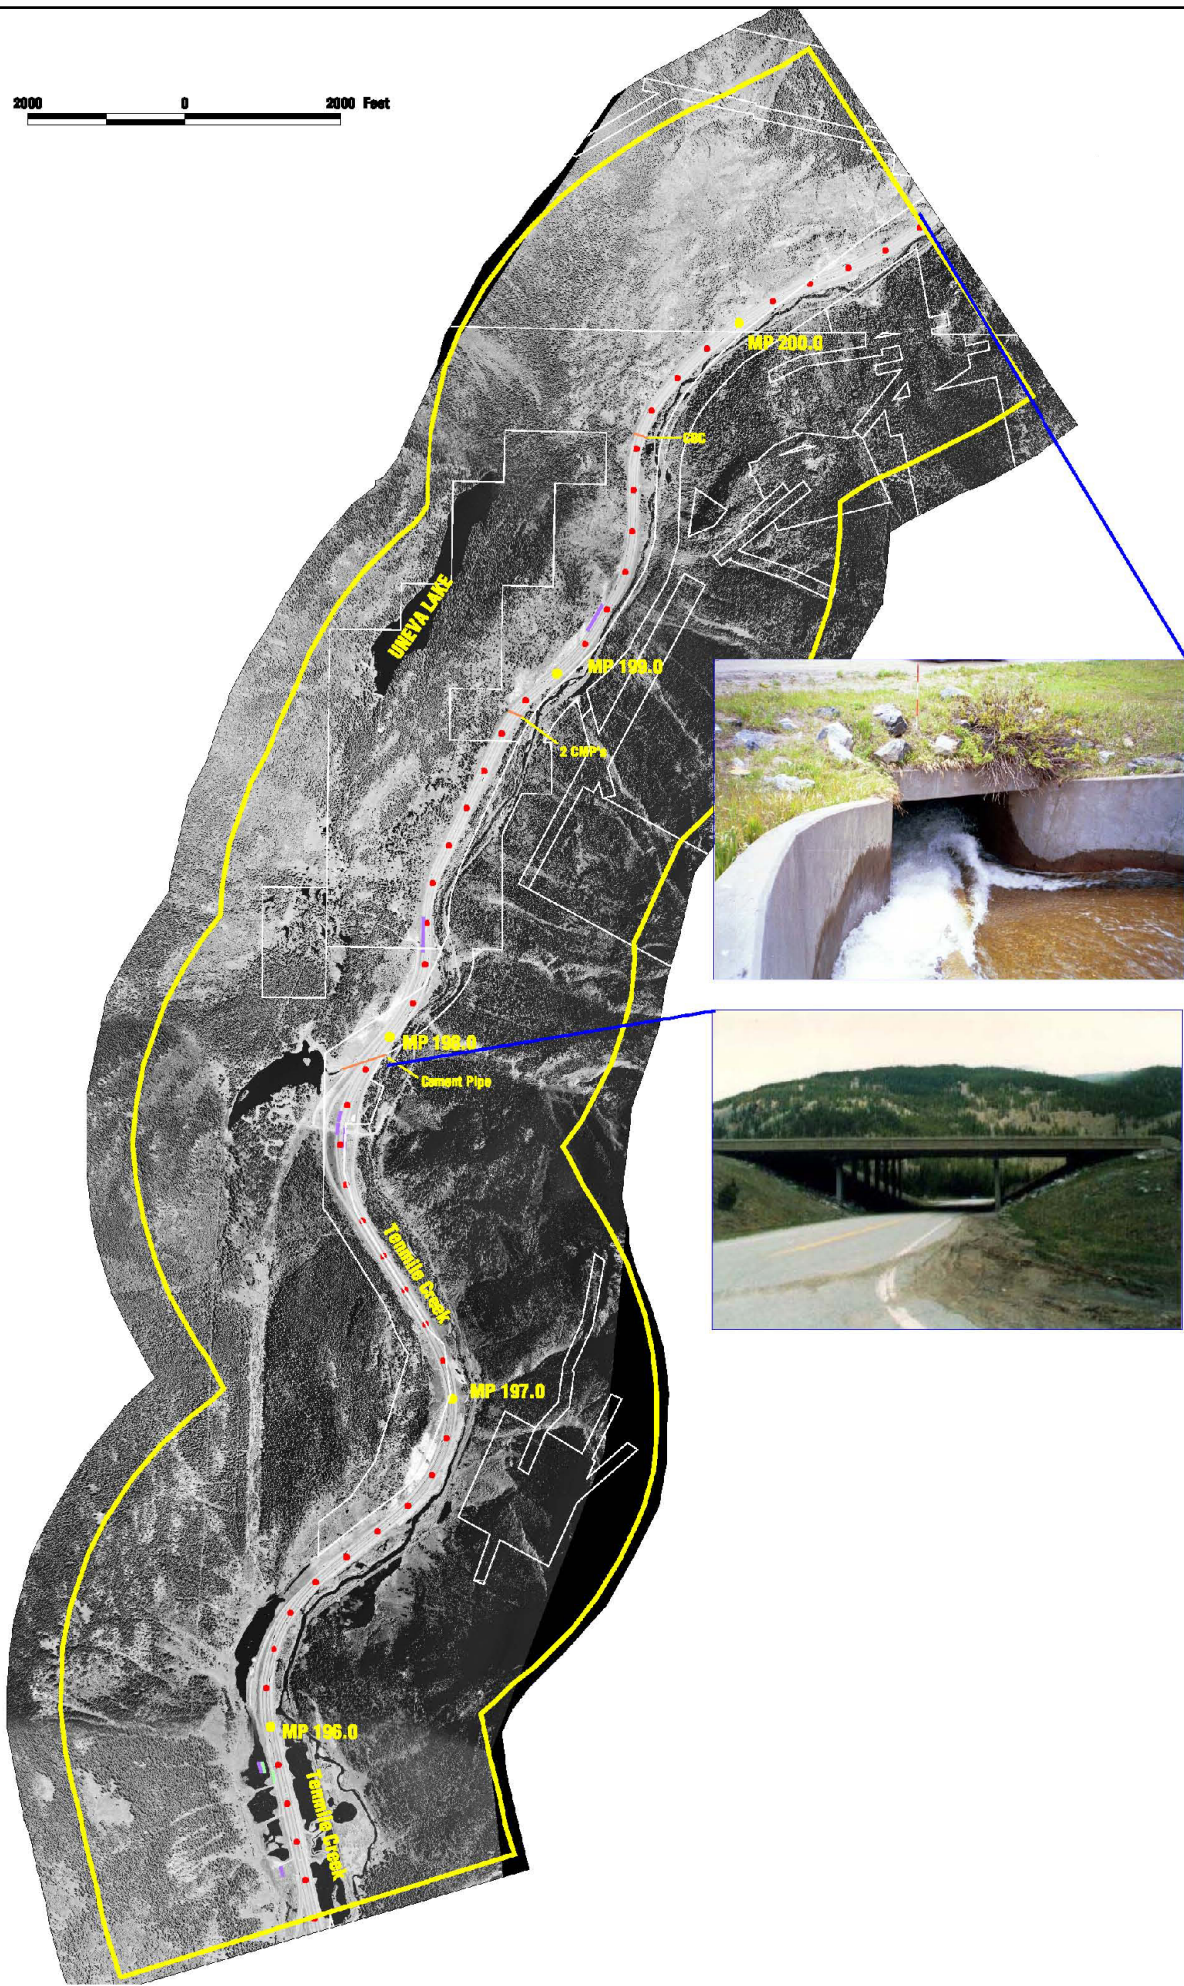 2000 0 2000 Feet
MP 200.0
CBC
UNEVA LAKE
MP 199.0
2 CMP's
MP 198.0
Cement Pipe
Tenmile Creek
MP 197.0
MP 196.0
Tenmile Creek